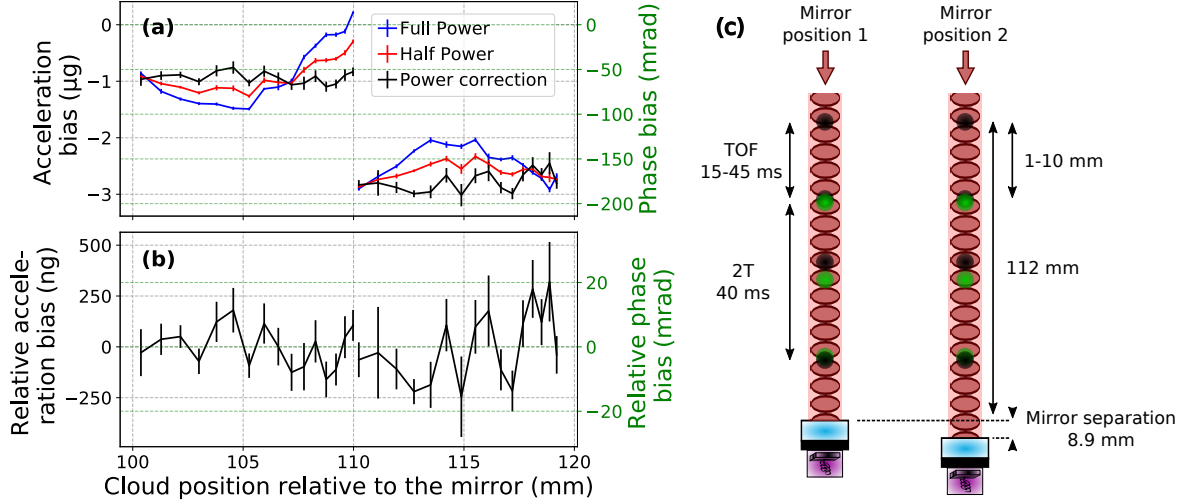 (a)
Full Power
Half Power
Power correction
0
−1
−2
−3
Acceleration
bias (μg)
0
−50
−100
−150
−200
Phase bias (mrad)
(b)
500
250
0
−250
Relative accele-
ration bias (ng)
20
0
−20
Relative phase
bias (mrad)
100
105
110
115
120
Cloud position relative to the mirror (mm)
(c)
Mirror
position 1
Mirror
position 2
TOF
15-45 ms
1-10 mm
2T
40 ms
112 mm
Mirror separation
8.9 mm